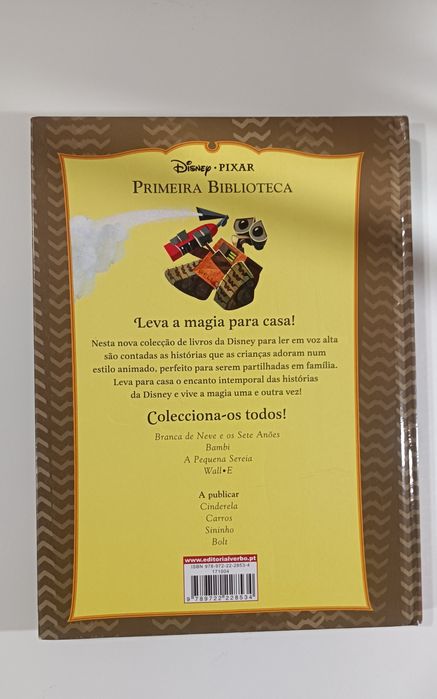 Disney • PIXAR
PRIMEIRA BIBLIOTECA
Leva a magia para casa!
Nesta nova colecção de livros da Disney para ler em voz alta
são contadas as histórias que as crianças adoram num
estilo animado, perfeito para serem partilhadas em família.
Leva para casa o encanto intemporal das histórias
da Disney e vive a magia uma e outra vez!
Colecciona-os todos!
Branca de Neve e os Sete Anões
Bambi
A Pequena Sereia
Wall•E
A publicar
Cinderela
Carros
Sininho
Bolt
www.editorialverbo.pt
ISBN 978-972-22-2853-4
171004
9 789722 228534